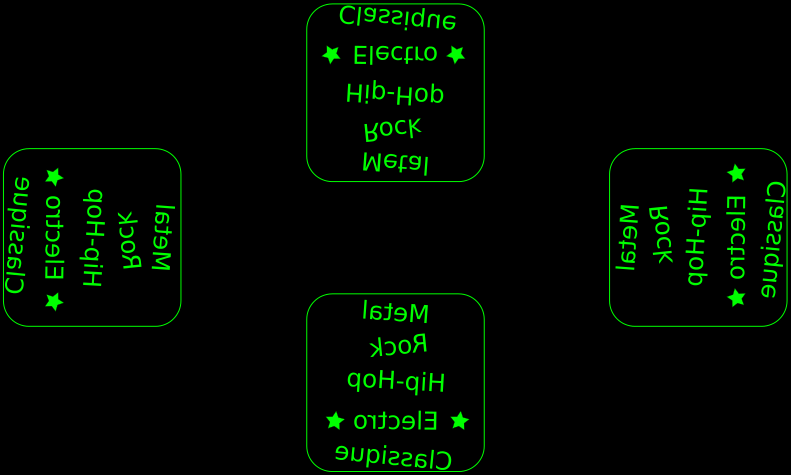 Metal
Rock
Hip-Hop
★ Electro ★
Classique
Metal
Rock
Hip-Hop
★ Electro ★
Classique
Metal
Rock
Hip-Hop
★ Electro ★
Classique
Metal
Rock
Hip-Hop
★ Electro ★
Classique